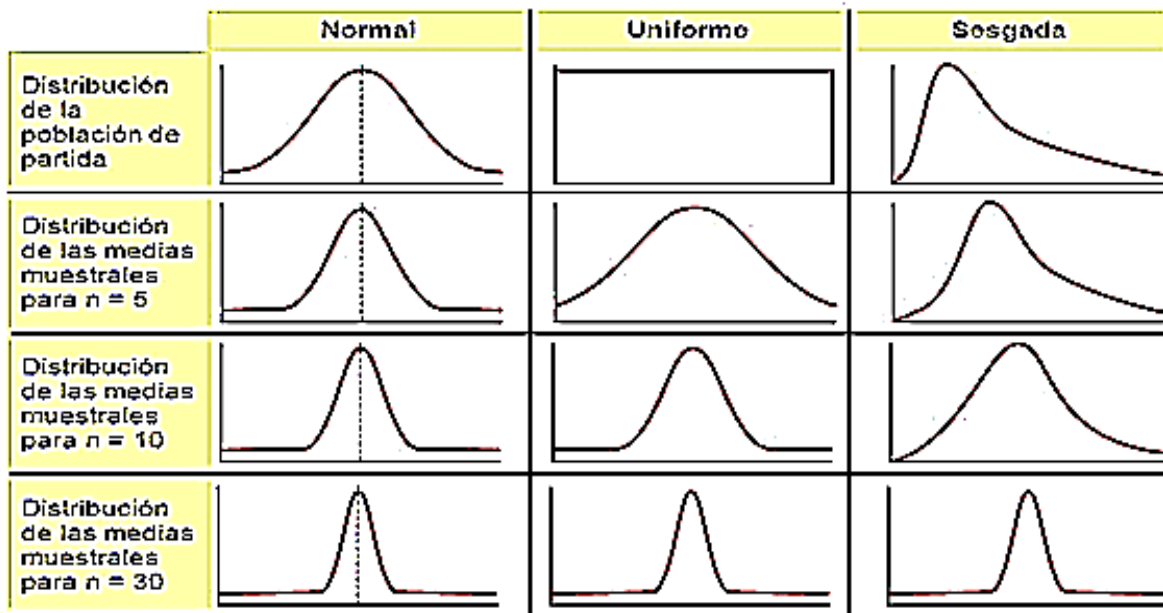 Normal
Uniforme
Sesgada
Distribución
de la
población de
partida
Distribución
de las medias
muestrales
para n = 5
Distribución
de las medias
muestrales
para n = 10
Distribución
de las medias
muestrales
para n = 30